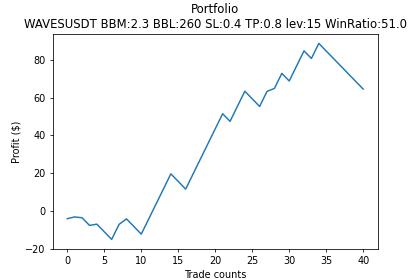 Portfolio
WAVESUSDT BBM:2.3 BBL:260 SL:0.4 TP:0.8 lev:15 WinRatio:51.0
80
60
40
20
0
−20
Profit ($)
0 5 10 15 20 25 30 35 40
Trade counts